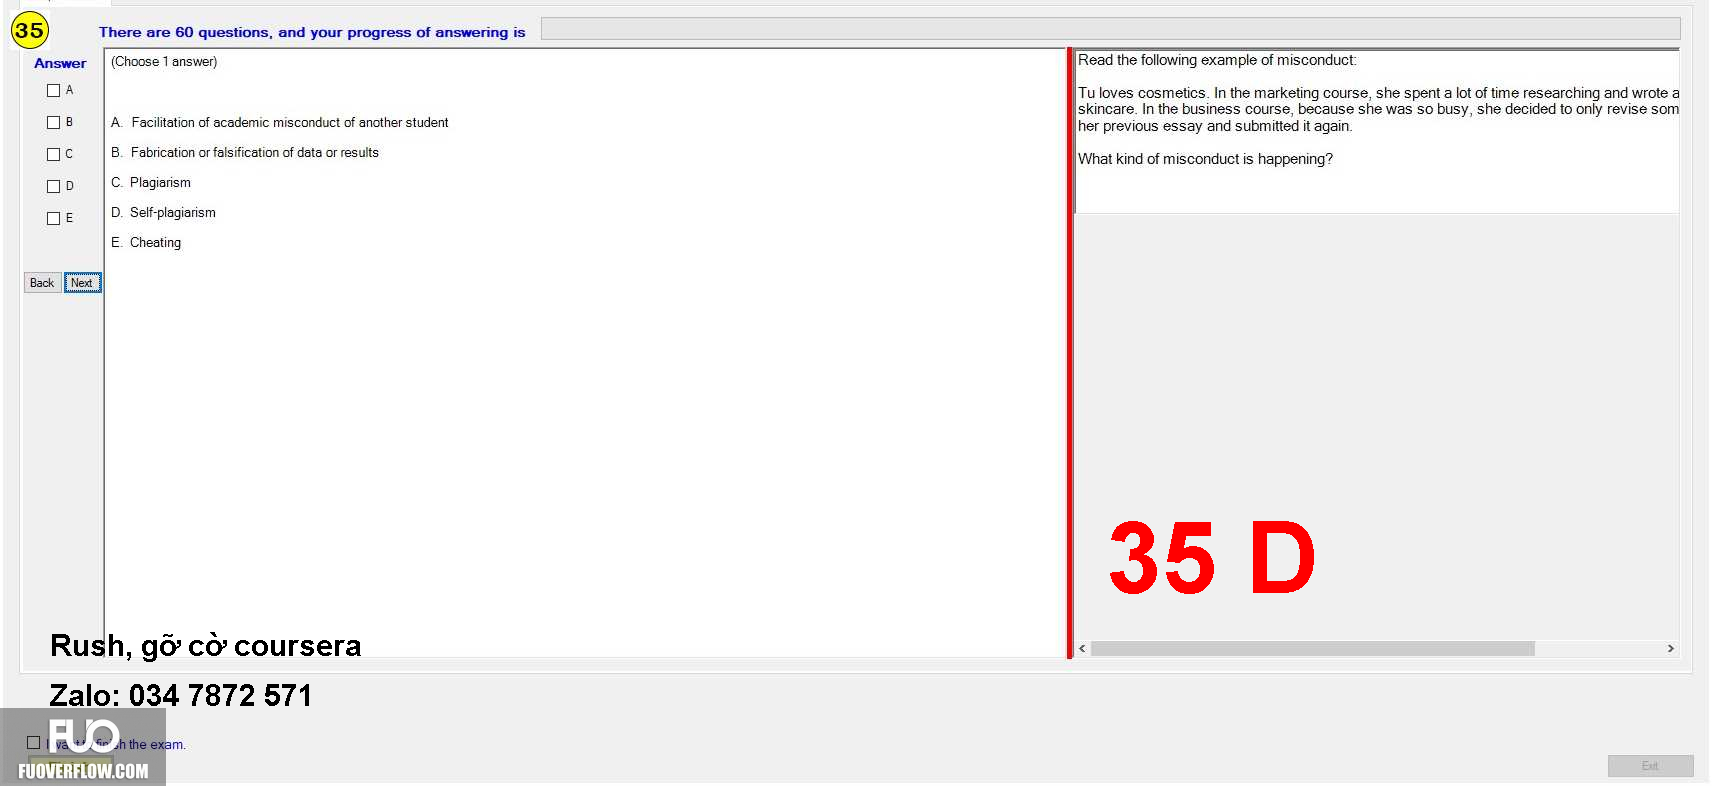 35
There are 60 questions, and your progress of answering is
Answer
A
B
C
D
E
Back Next
(Choose 1 answer)
A. Facilitation of academic misconduct of another student
B. Fabrication or falsification of data or results
C. Plagiarism
D. Self-plagiarism
E. Cheating
Read the following example of misconduct:
Tu loves cosmetics. In the marketing course, she spent a lot of time researching and wrote a
skincare. In the business course, because she was so busy, she decided to only revise som
her previous essay and submitted it again.
What kind of misconduct is happening?
35 D
Rush, gỡ cờ coursera
Zalo: 034 7872 571
I want to finish the exam.
FUO
FUOVERFLOW.COM
Exit